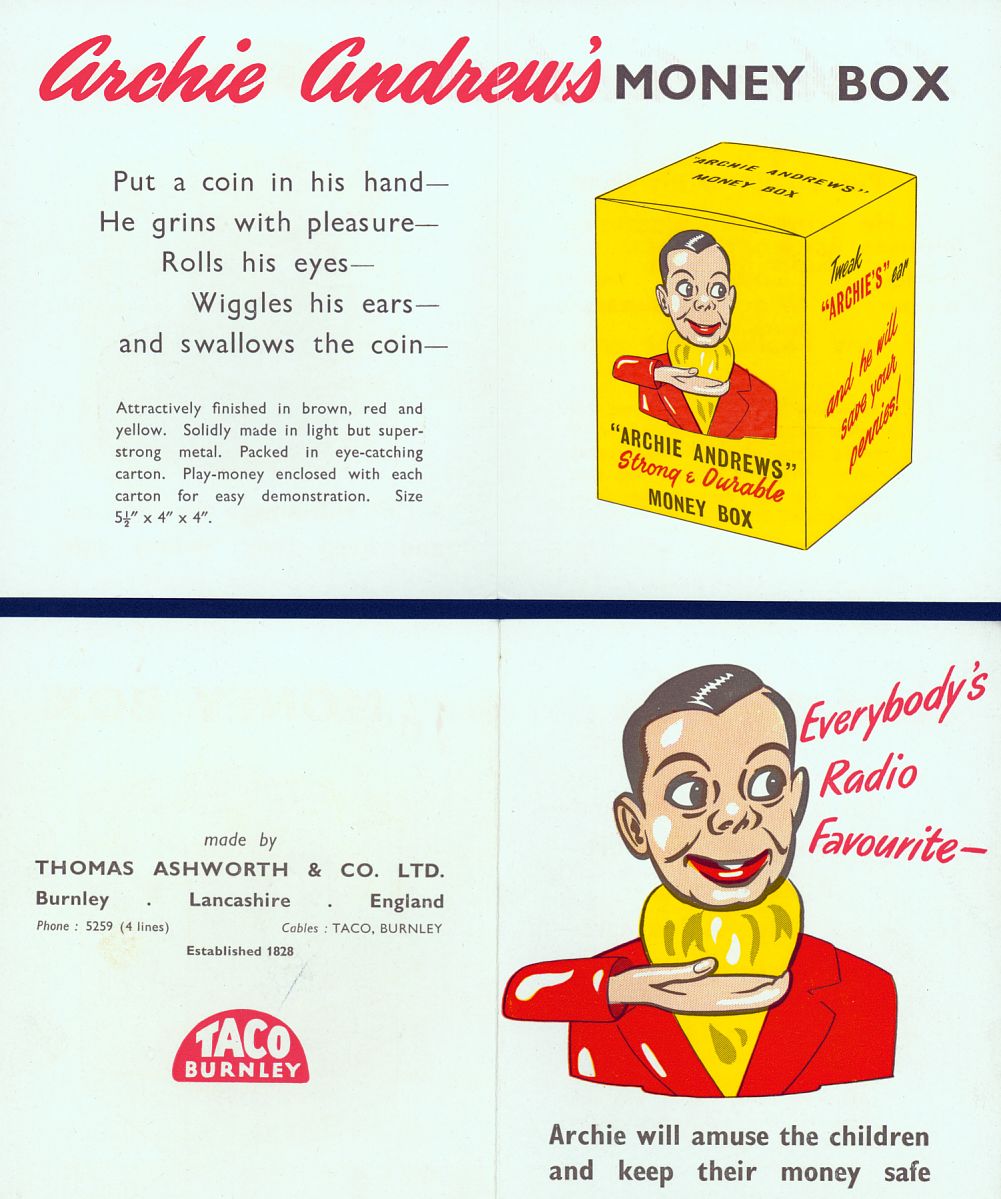 Archie Andrew's MONEY BOX
Put a coin in his hand—
He grins with pleasure—
Rolls his eyes—
Wiggles his ears—
and swallows the coin—
Attractively finished in brown, red and
yellow. Solidly made in light but super-
strong metal. Packed in eye-catching
carton. Play-money enclosed with each
carton for easy demonstration. Size
5½″ x 4″ x 4″.
"ARCHIE ANDREWS"
MONEY BOX
"ARCHIE ANDREWS"
Strong & Durable
MONEY BOX
Tweak
"ARCHIE'S" ear
and he will
save your
pennies!
made by
THOMAS ASHWORTH & CO. LTD.
Burnley . Lancashire . England
Phone : 5259 (4 lines) Cables : TACO, BURNLEY
Established 1828
TACO
BURNLEY
Everybody's
Radio
Favourite—
Archie will amuse the children
and keep their money safe